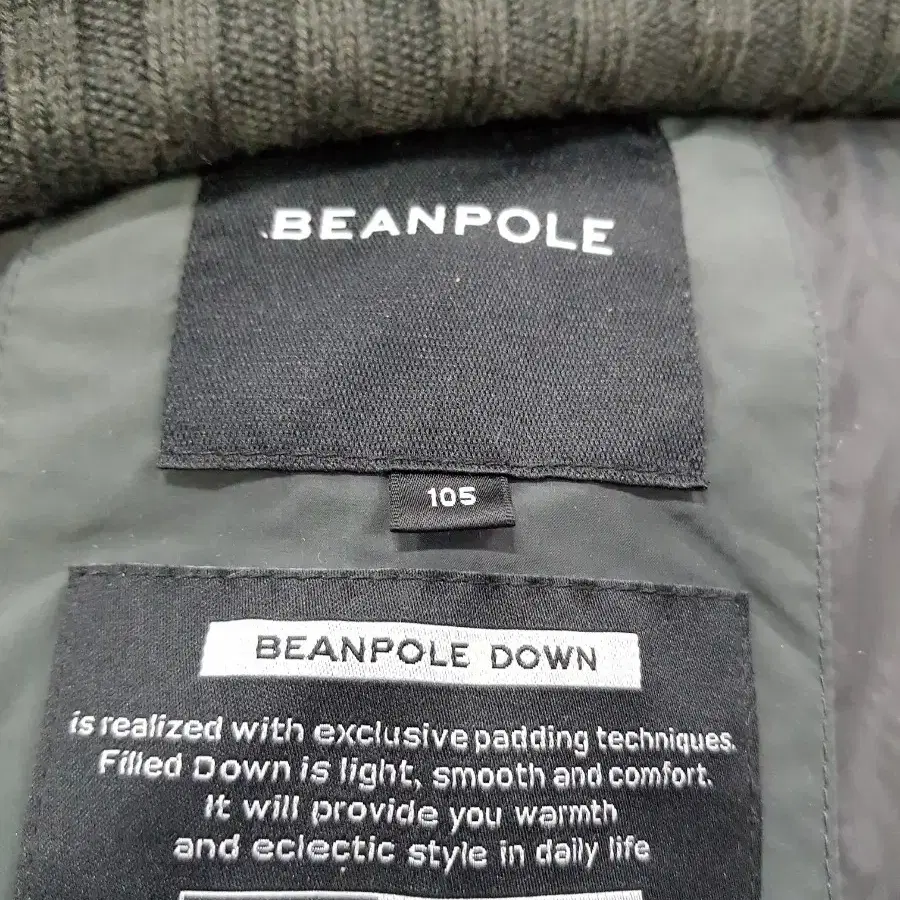 BEANPOLE
105
BEANPOLE DOWN
is realized with exclusive padding techniques.
Filled Down is light, smooth and comfort.
It will provide you warmth
and eclectic style in daily life